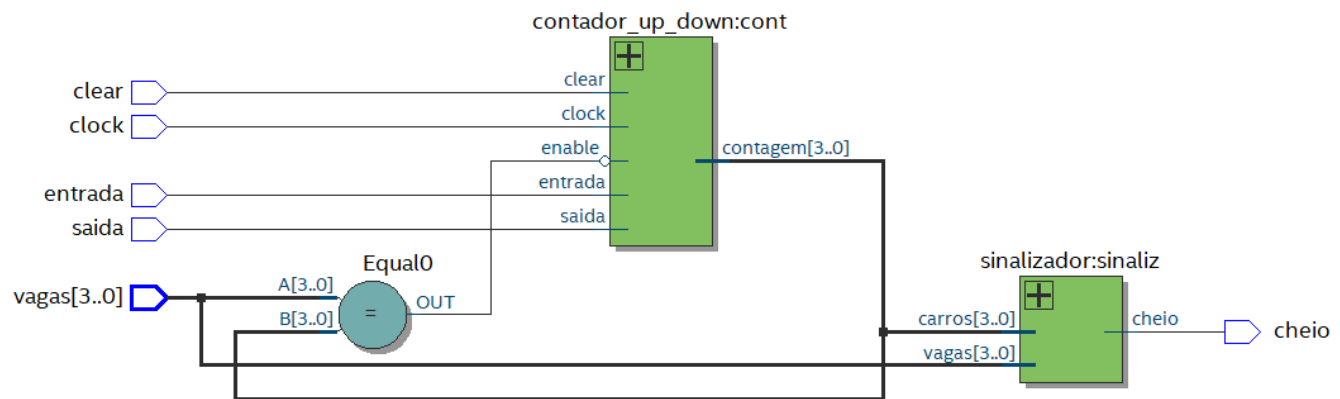 contador_up_down:cont
clear
clear
clock
clock
enable
contagem[3..0]
entrada
entrada
saida
saida
Equal0
sinalizador:sinaliz
vagas[3..0]
A[3..0]
OUT
B[3..0]
=
carros[3..0]
cheio
cheio
vagas[3..0]